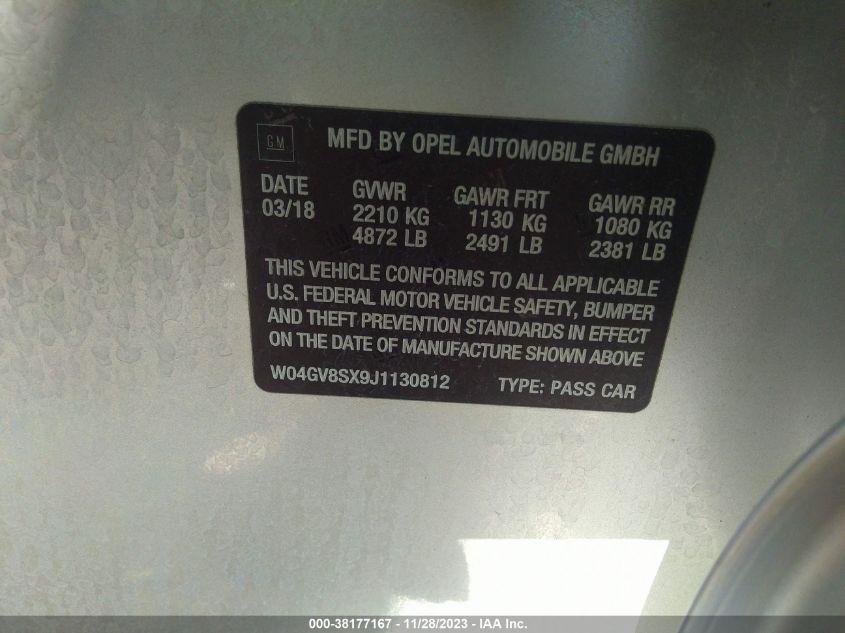 GM
MFD BY OPEL AUTOMOBILE GMBH
DATE GVWR GAWR FRT GAWR RR
03/18 2210 KG 1130 KG 1080 KG
4872 LB 2491 LB 2381 LB
THIS VEHICLE CONFORMS TO ALL APPLICABLE
U.S. FEDERAL MOTOR VEHICLE SAFETY, BUMPER
AND THEFT PREVENTION STANDARDS IN EFFECT
ON THE DATE OF MANUFACTURE SHOWN ABOVE
W04GV8SX9J1130812 TYPE: PASS CAR
000-38177167 - 11/28/2023 - IAA Inc.